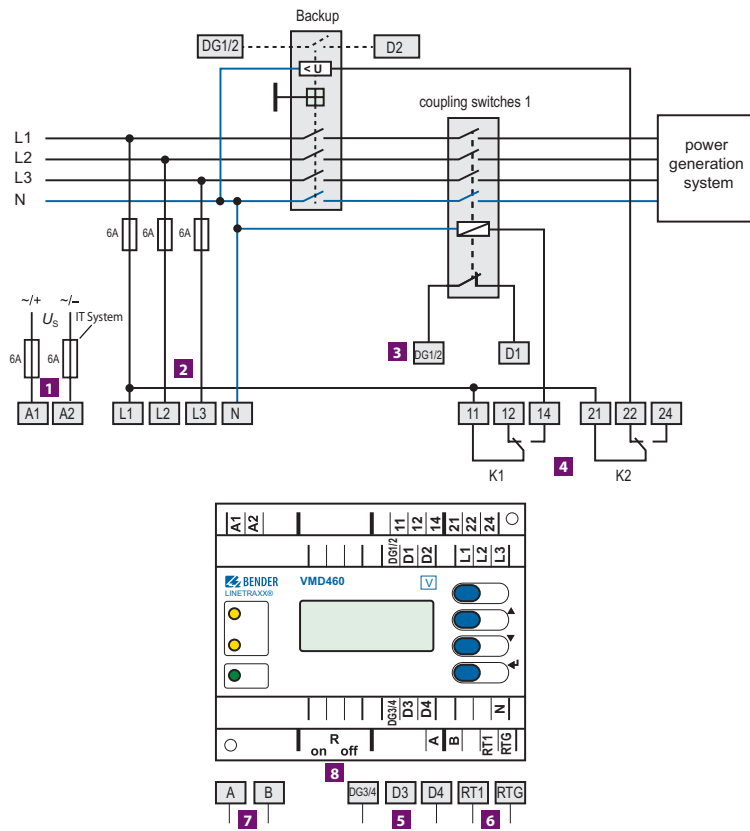 Backup
DG1/2
D2
< U
coupling switches 1
L1
L2
L3
N
power
generation
system
6A
6A
6A
~/+
~/–
US
IT System
6A
6A
1
2
3
DG1/2
D1
A1
A2
L1
L2
L3
N
11
12
14
21
22
24
K1
4
K2
A1
A2
11
12
14
21
22
24
DG1/2
D1
D2
L1
L2
L3
BENDER
LINETRAXX®
VMD460
V
DG3/4
D3
D4
N
R
on off
A
B
RT1
RTG
8
A
B
DG3/4
D3
D4
RT1
RTG
7
5
6